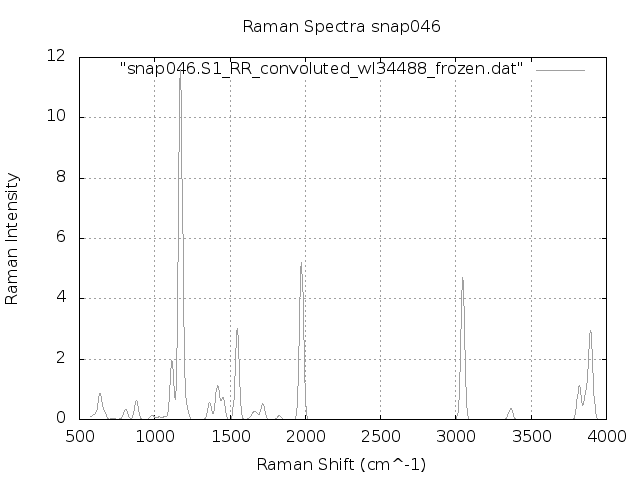 Raman Spectra snap046
12
10
8
6
4
2
0
Raman Intensity
"snap046.S1_RR_convoluted_wl34488_frozen.dat"
500 1000 1500 2000 2500 3000 3500 4000
Raman Shift (cm^-1)